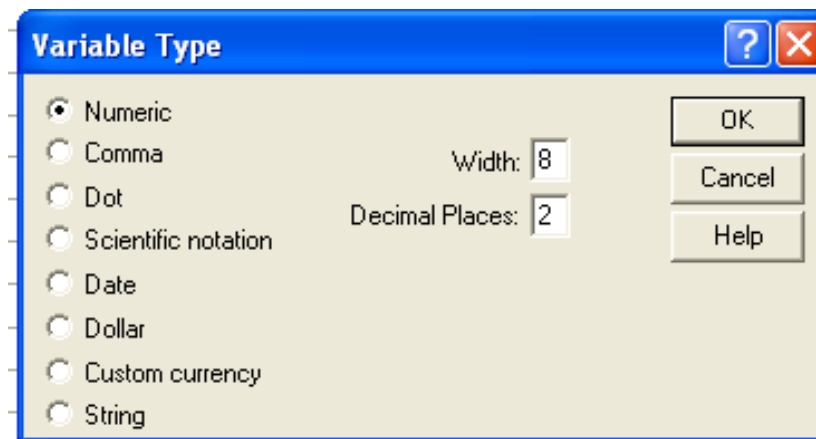 Variable Type
Numeric
Comma
Dot
Scientific notation
Date
Dollar
Custom currency
String
Width: 8
Decimal Places: 2
OK
Cancel
Help